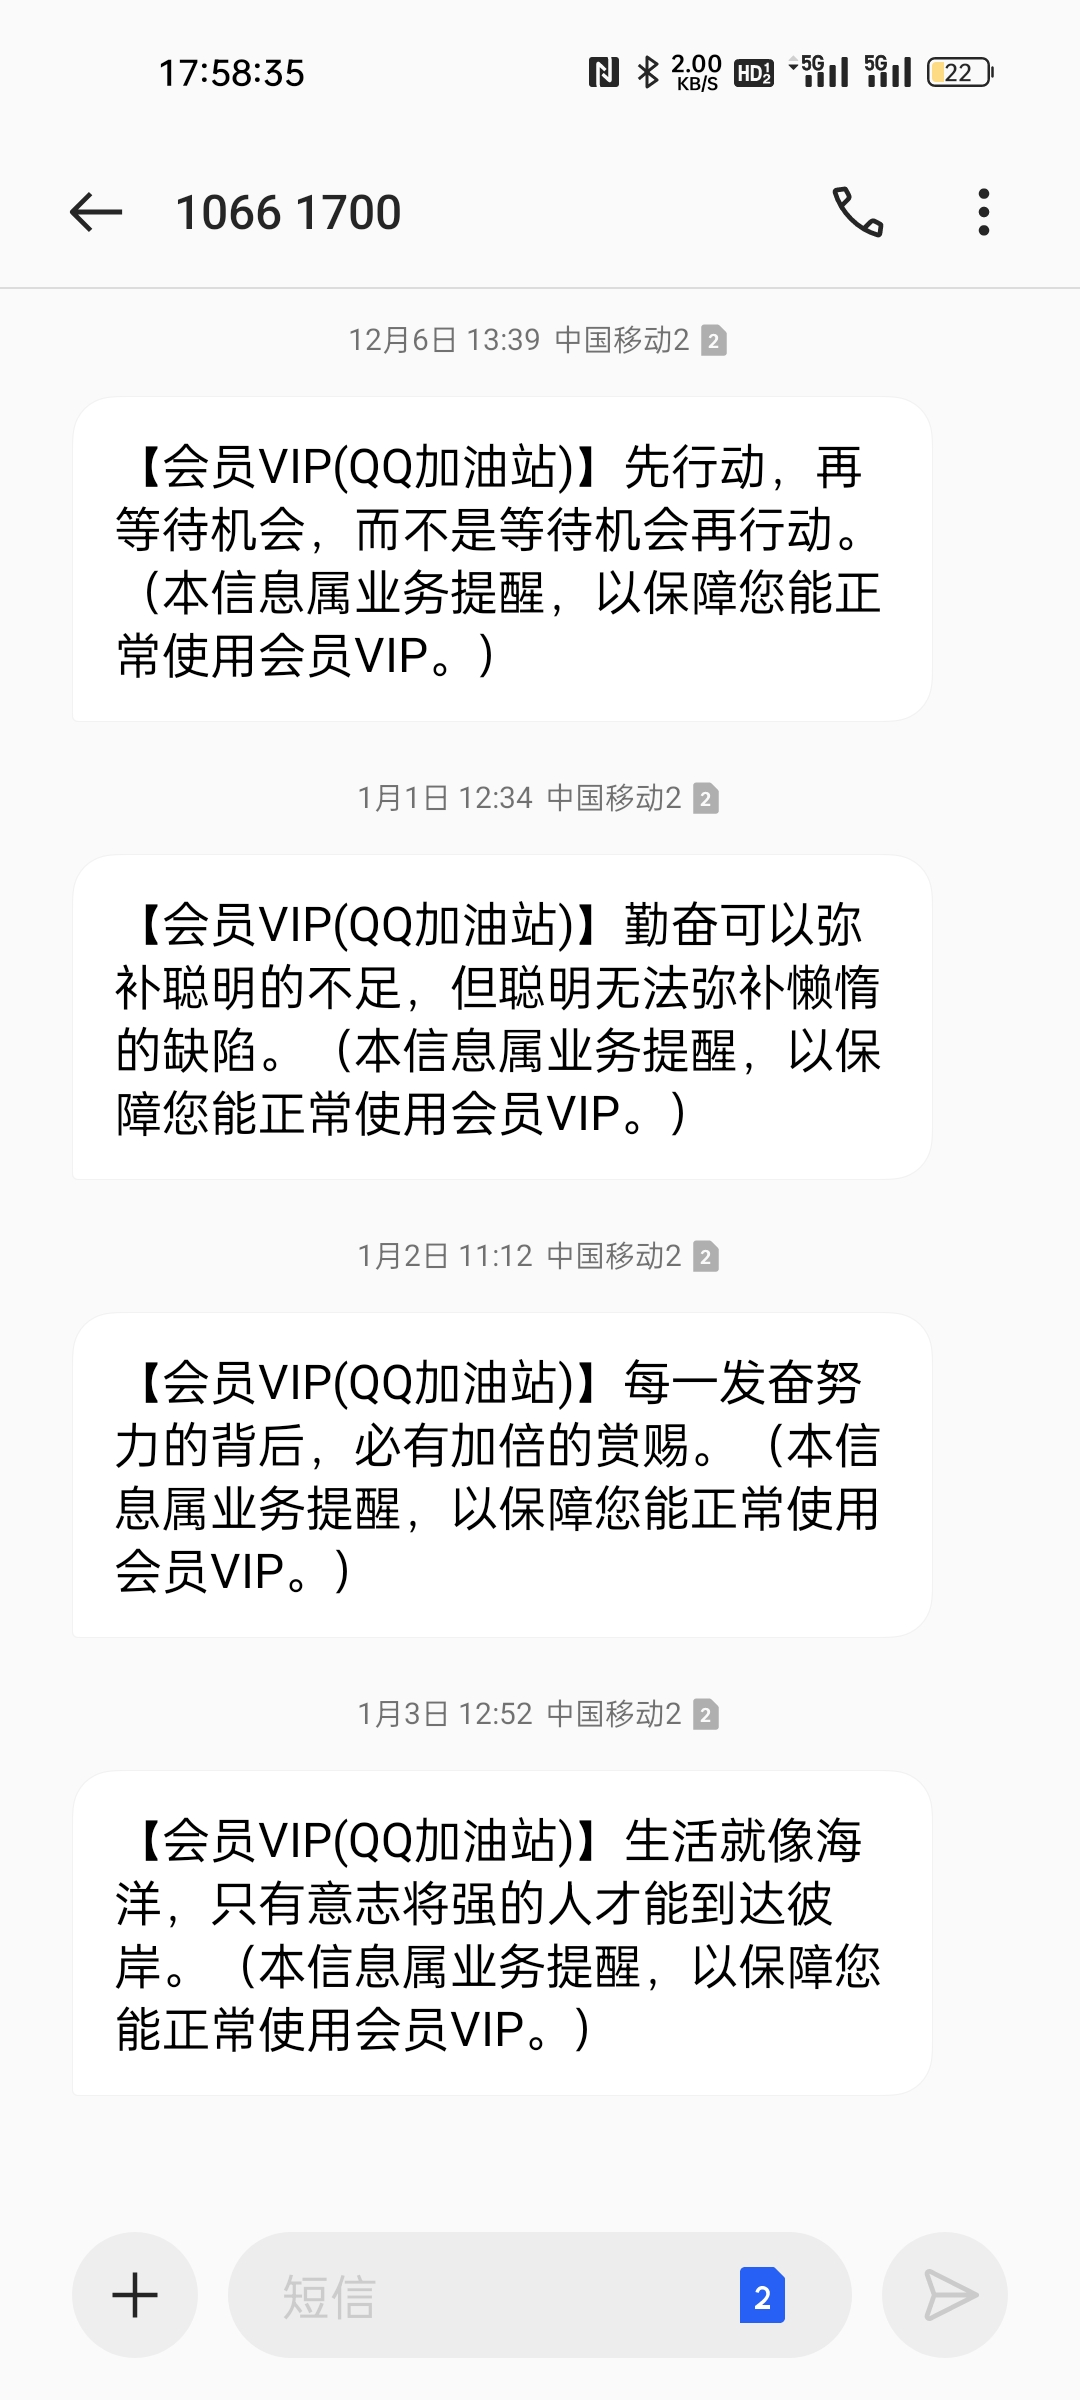 17:58:35
2.00
KB/S
HD 1 2
5G
5G
22
1066 1700
12月6日 13:39 中国移动2 2
【会员VIP(QQ加油站)】先行动，再
等待机会，而不是等待机会再行动。
（本信息属业务提醒，以保障您能正
常使用会员VIP。）
1月1日 12:34 中国移动2 2
【会员VIP(QQ加油站)】勤奋可以弥
补聪明的不足，但聪明无法弥补懒惰
的缺陷。（本信息属业务提醒，以保
障您能正常使用会员VIP。）
1月2日 11:12 中国移动2 2
【会员VIP(QQ加油站)】每一发奋努
力的背后，必有加倍的赏赐。（本信
息属业务提醒，以保障您能正常使用
会员VIP。）
1月3日 12:52 中国移动2 2
【会员VIP(QQ加油站)】生活就像海
洋，只有意志将强的人才能到达彼
岸。（本信息属业务提醒，以保障您
能正常使用会员VIP。）
短信
2